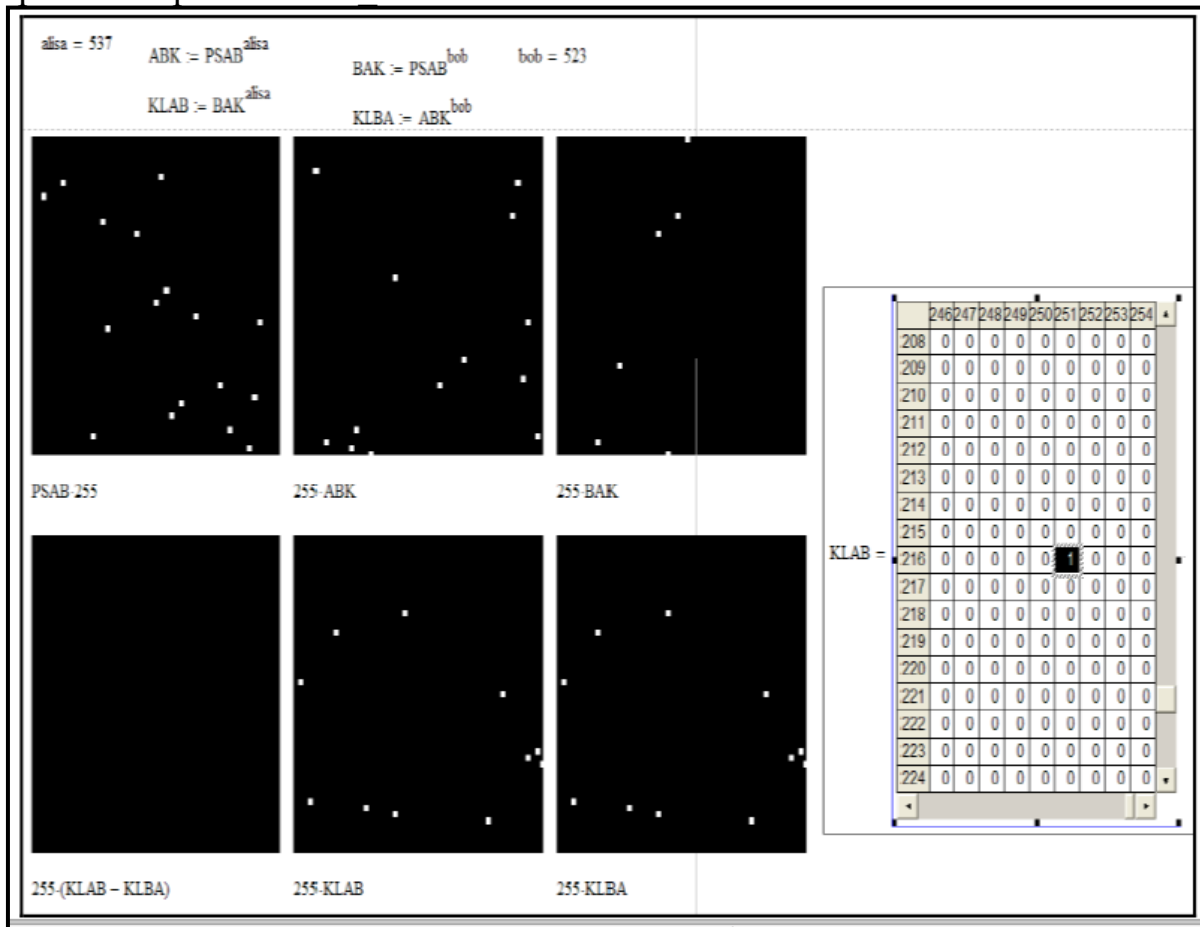 alisa = 537
ABK := PSAB^alisa
BAK := PSAB^bob
bob = 523
KLAB := BAK^alisa
KLBA := ABK^bob
PSAB·255
255·ABK
255·BAK
KLAB =
246 247 248 249 250 251 252 253 254
208 0 0 0 0 0 0 0 0 0
209 0 0 0 0 0 0 0 0 0
210 0 0 0 0 0 0 0 0 0
211 0 0 0 0 0 0 0 0 0
212 0 0 0 0 0 0 0 0 0
213 0 0 0 0 0 0 0 0 0
214 0 0 0 0 0 0 0 0 0
215 0 0 0 0 0 0 0 0 0
216 0 0 0 0 0 1 0 0 0
217 0 0 0 0 0 0 0 0 0
218 0 0 0 0 0 0 0 0 0
219 0 0 0 0 0 0 0 0 0
220 0 0 0 0 0 0 0 0 0
221 0 0 0 0 0 0 0 0 0
222 0 0 0 0 0 0 0 0 0
223 0 0 0 0 0 0 0 0 0
224 0 0 0 0 0 0 0 0 0
255·(KLAB – KLBA)
255·KLAB
255·KLBA